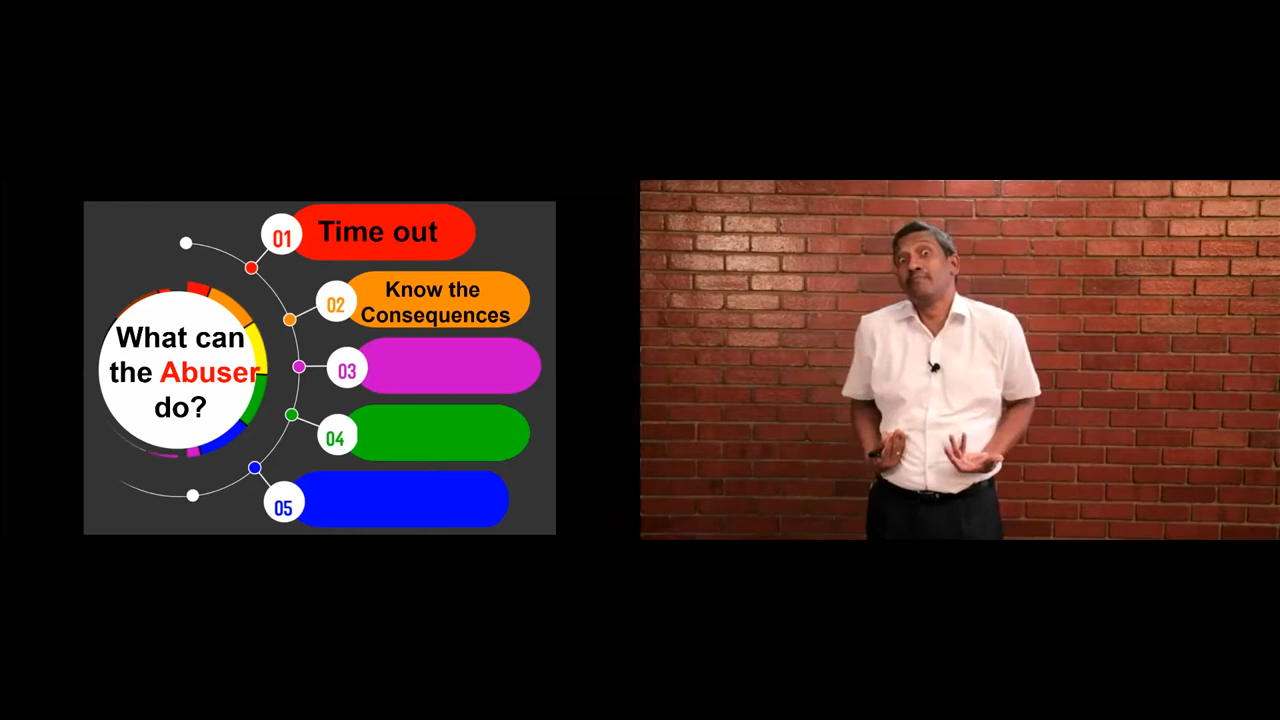 What can
the Abuser
do?
01
Time out
02
Know the
Consequences
03
04
05